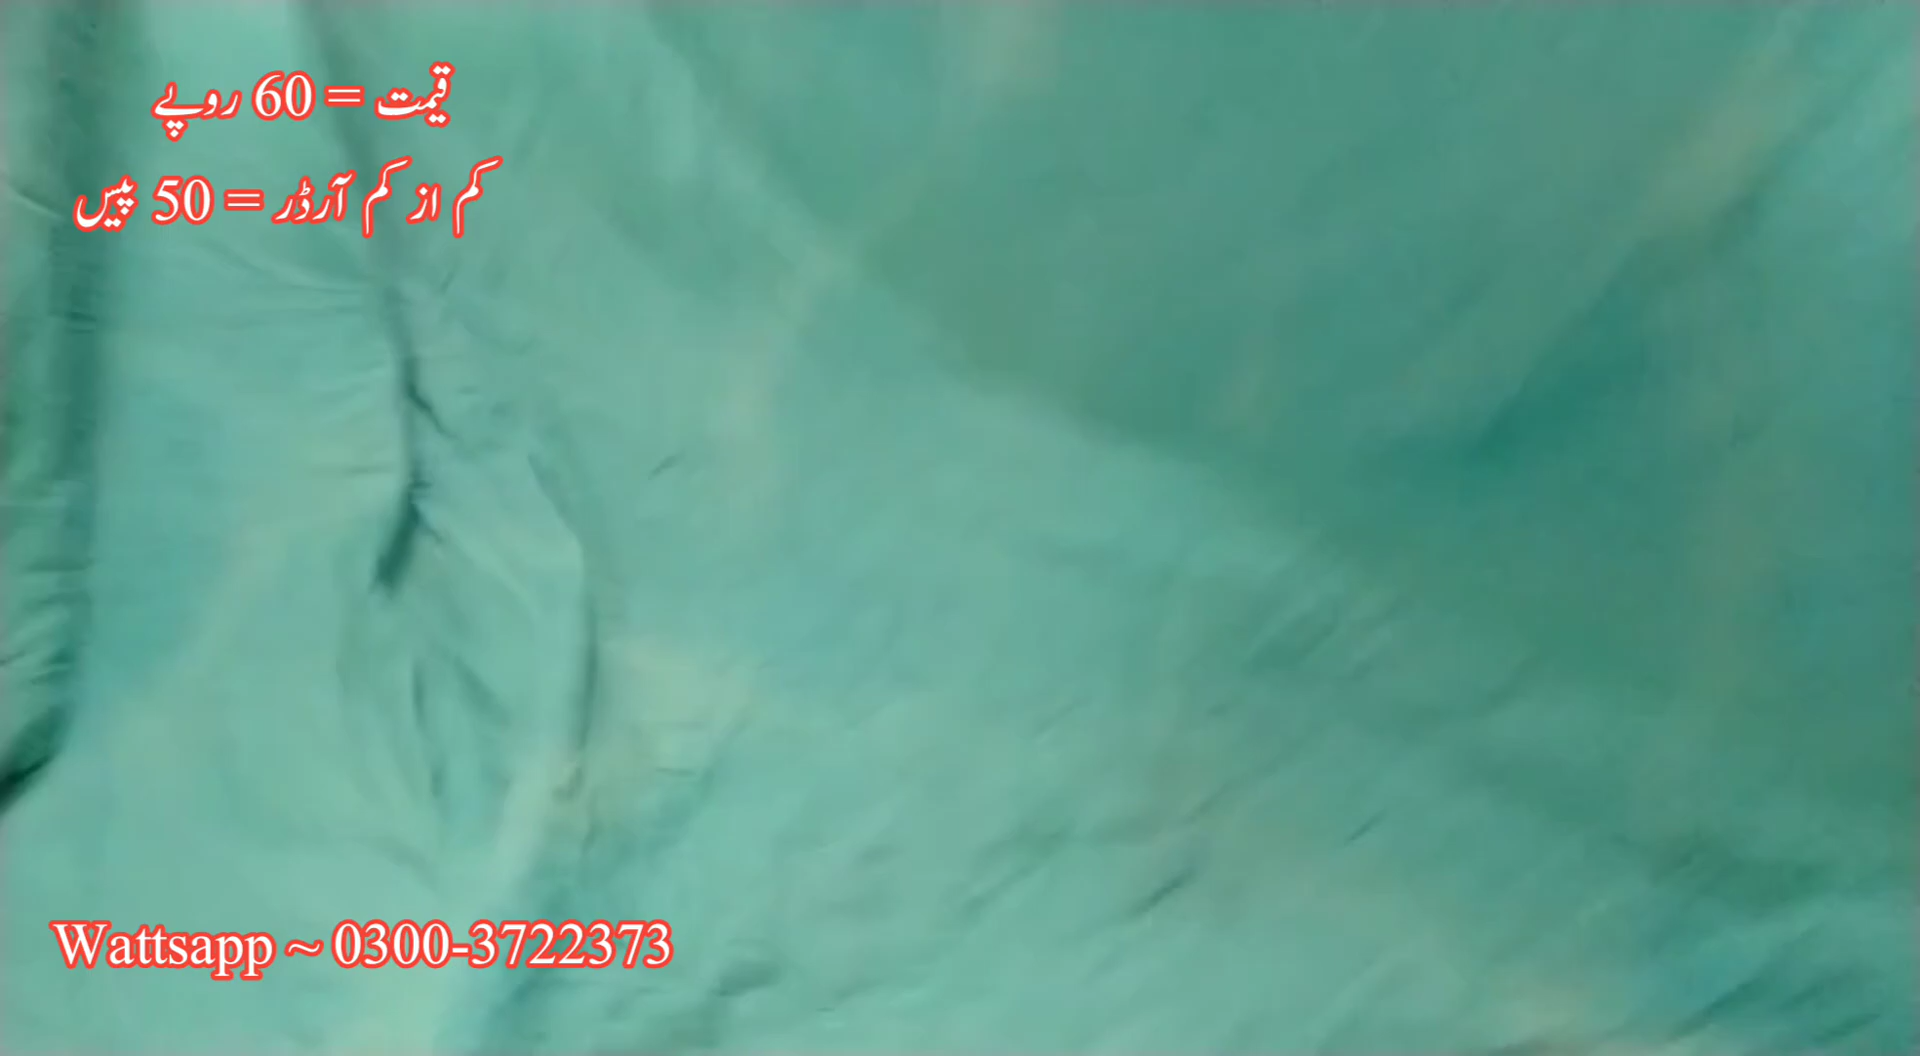 قیمت = 60 روپے
کم از کم آرڈر = 50 پیس
Wattsapp ~ 0300-3722373